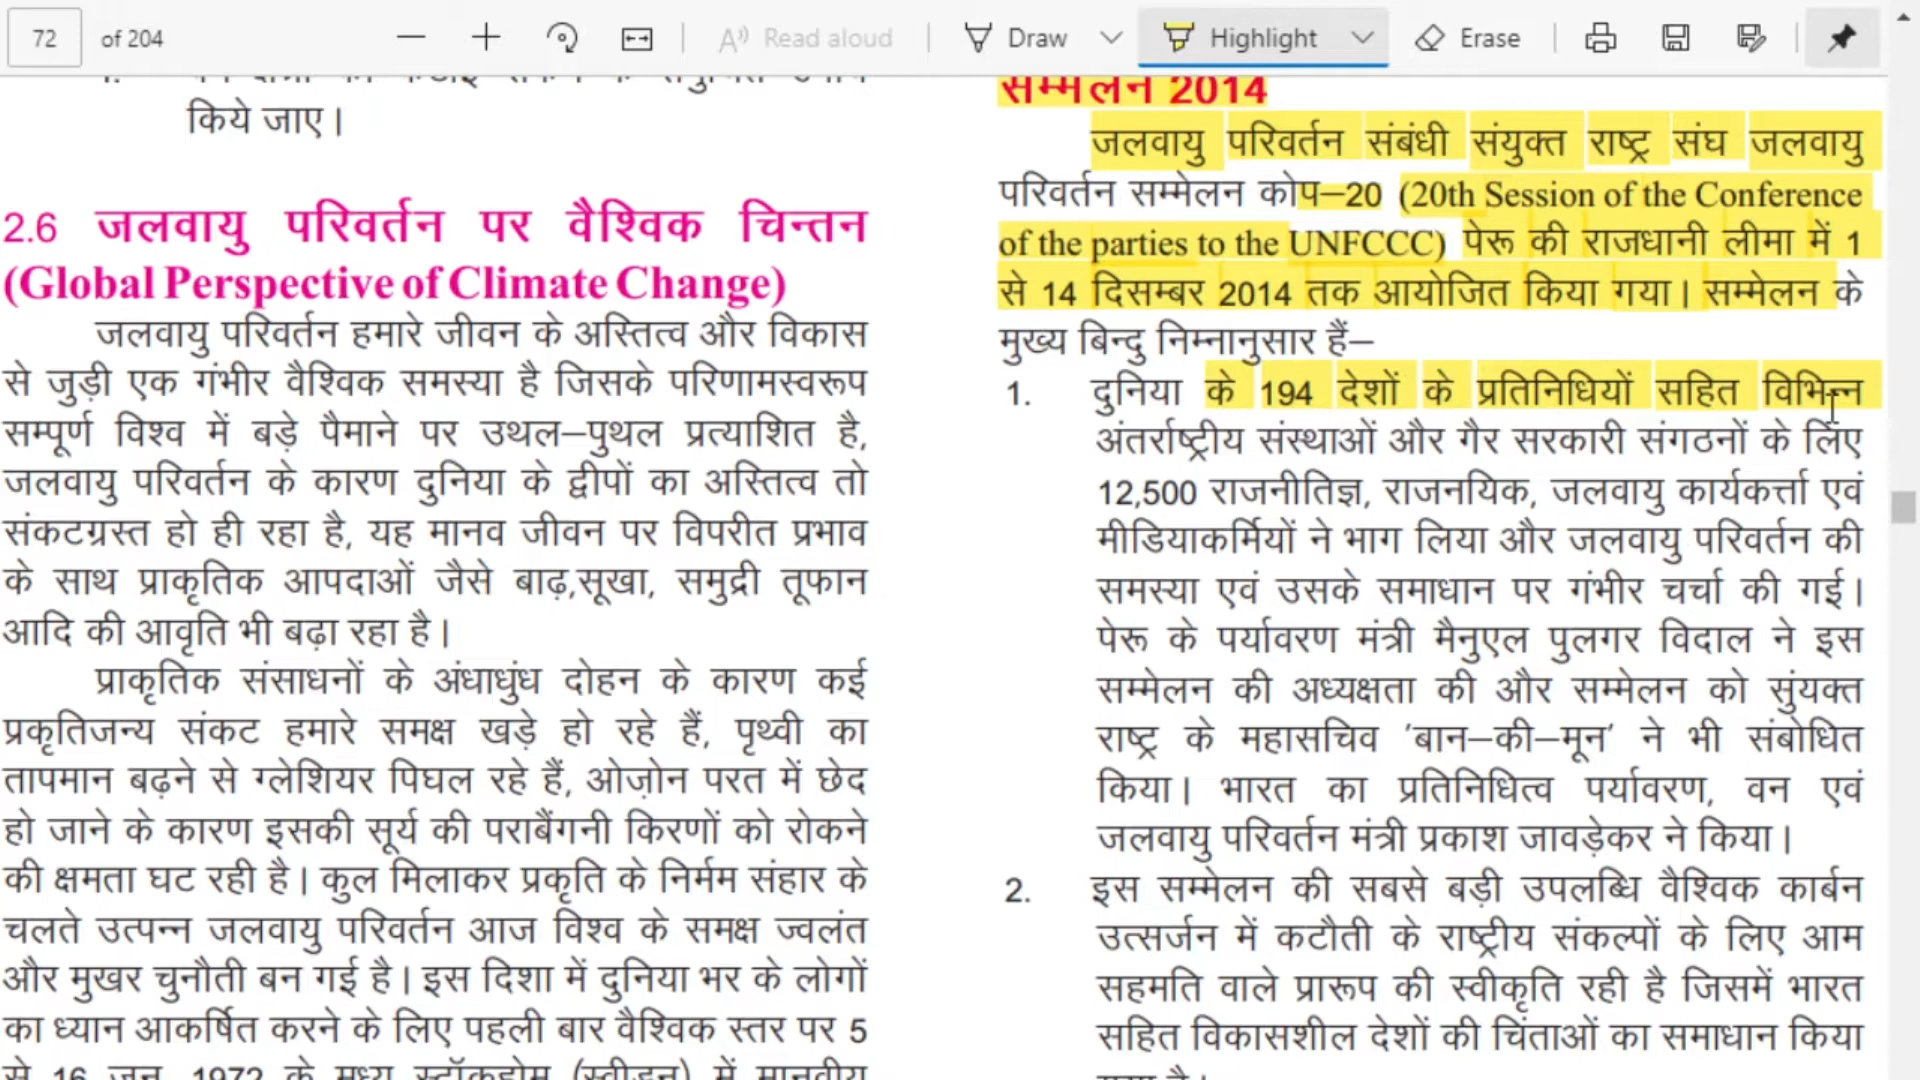 72 of 204
Read aloud
Draw
Highlight
Erase
किये जाए।
2.6 जलवायु परिवर्तन पर वैश्विक चिन्तन
(Global Perspective of Climate Change)
जलवायु परिवर्तन हमारे जीवन के अस्तित्व और विकास
से जुड़ी एक गंभीर वैश्विक समस्या है जिसके परिणामस्वरूप
सम्पूर्ण विश्व में बड़े पैमाने पर उथल–पुथल प्रत्याशित है,
जलवायु परिवर्तन के कारण दुनिया के द्वीपों का अस्तित्व तो
संकटग्रस्त हो ही रहा है, यह मानव जीवन पर विपरीत प्रभाव
के साथ प्राकृतिक आपदाओं जैसे बाढ़,सूखा, समुद्री तूफान
आदि की आवृति भी बढ़ा रहा है।
प्राकृतिक संसाधनों के अंधाधुंध दोहन के कारण कई
प्रकृतिजन्य संकट हमारे समक्ष खड़े हो रहे हैं, पृथ्वी का
तापमान बढ़ने से ग्लेशियर पिघल रहे हैं, ओज़ोन परत में छेद
हो जाने के कारण इसकी सूर्य की पराबैंगनी किरणों को रोकने
की क्षमता घट रही है। कुल मिलाकर प्रकृति के निर्मम संहार के
चलते उत्पन्न जलवायु परिवर्तन आज विश्व के समक्ष ज्वलंत
और मुखर चुनौती बन गई है। इस दिशा में दुनिया भर के लोगों
का ध्यान आकर्षित करने के लिए पहली बार वैश्विक स्तर पर 5
से 16 जून 1972 के मध्य स्टॉकहोम (स्वीडन) में मानवीय
सम्मेलन 2014
जलवायु परिवर्तन संबंधी संयुक्त राष्ट्र संघ जलवायु
परिवर्तन सम्मेलन कोप–20 (20th Session of the Conference
of the parties to the UNFCCC) पेरू की राजधानी लीमा में 1
से 14 दिसम्बर 2014 तक आयोजित किया गया। सम्मेलन के
मुख्य बिन्दु निम्नानुसार हैं–
1. दुनिया के 194 देशों के प्रतिनिधियों सहित विभिन्न
अंतर्राष्ट्रीय संस्थाओं और गैर सरकारी संगठनों के लिए
12,500 राजनीतिज्ञ, राजनयिक, जलवायु कार्यकर्त्ता एवं
मीडियाकर्मियों ने भाग लिया और जलवायु परिवर्तन की
समस्या एवं उसके समाधान पर गंभीर चर्चा की गई।
पेरू के पर्यावरण मंत्री मैनुएल पुलगर विदाल ने इस
सम्मेलन की अध्यक्षता की और सम्मेलन को सुंयक्त
राष्ट्र के महासचिव 'बान–की–मून' ने भी संबोधित
किया। भारत का प्रतिनिधित्व पर्यावरण, वन एवं
जलवायु परिवर्तन मंत्री प्रकाश जावड़ेकर ने किया।
2. इस सम्मेलन की सबसे बड़ी उपलब्धि वैश्विक कार्बन
उत्सर्जन में कटौती के राष्ट्रीय संकल्पों के लिए आम
सहमति वाले प्रारूप की स्वीकृति रही है जिसमें भारत
सहित विकासशील देशों की चिंताओं का समाधान किया